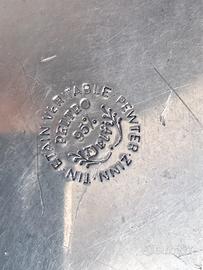 TIN · ETAIN VERITABLE PEWTER · ZINN ·
PELTRO
95%